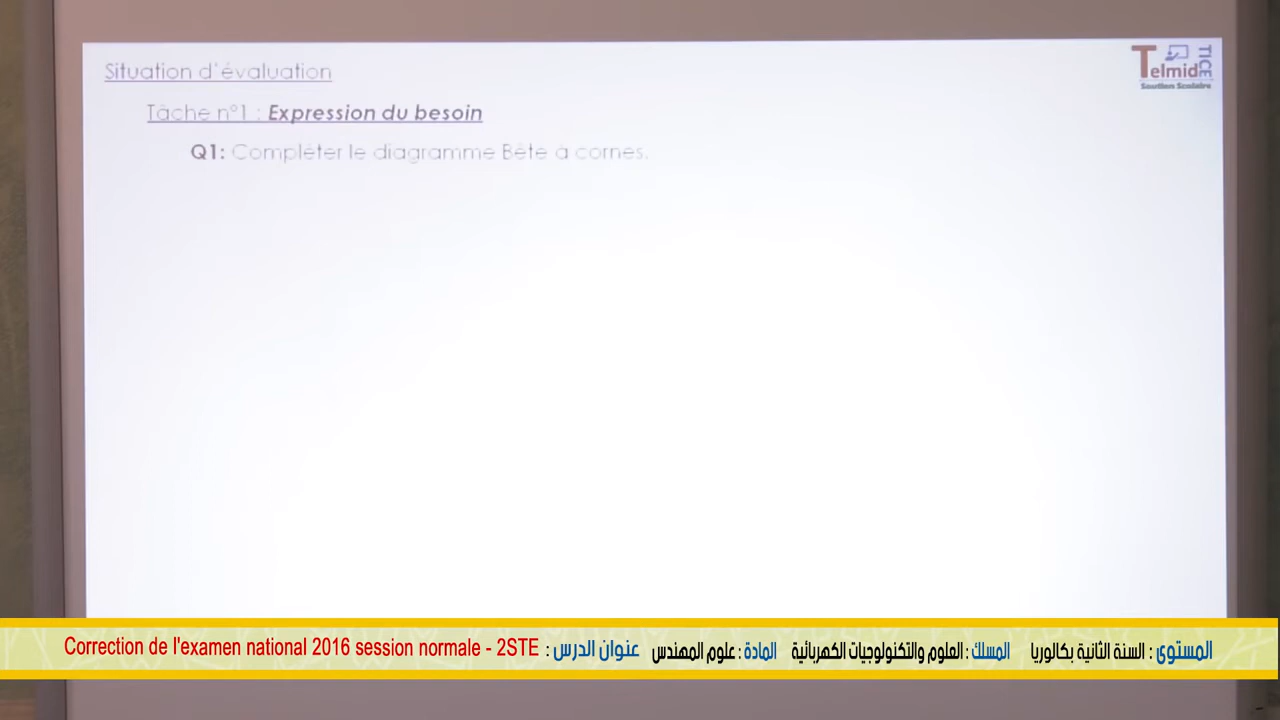 Situation d'évaluation
Tâche n°1 : Expression du besoin
Q1: Compléter le diagramme Bête à cornes.
Telmid TICE
Soutien Scolaire
المستوى : السنة الثانية بكالوريا المسلك : العلوم والتكنولوجيات الكهربائية المادة : علوم المهندس عنوان الدرس : Correction de l'examen national 2016 session normale - 2STE